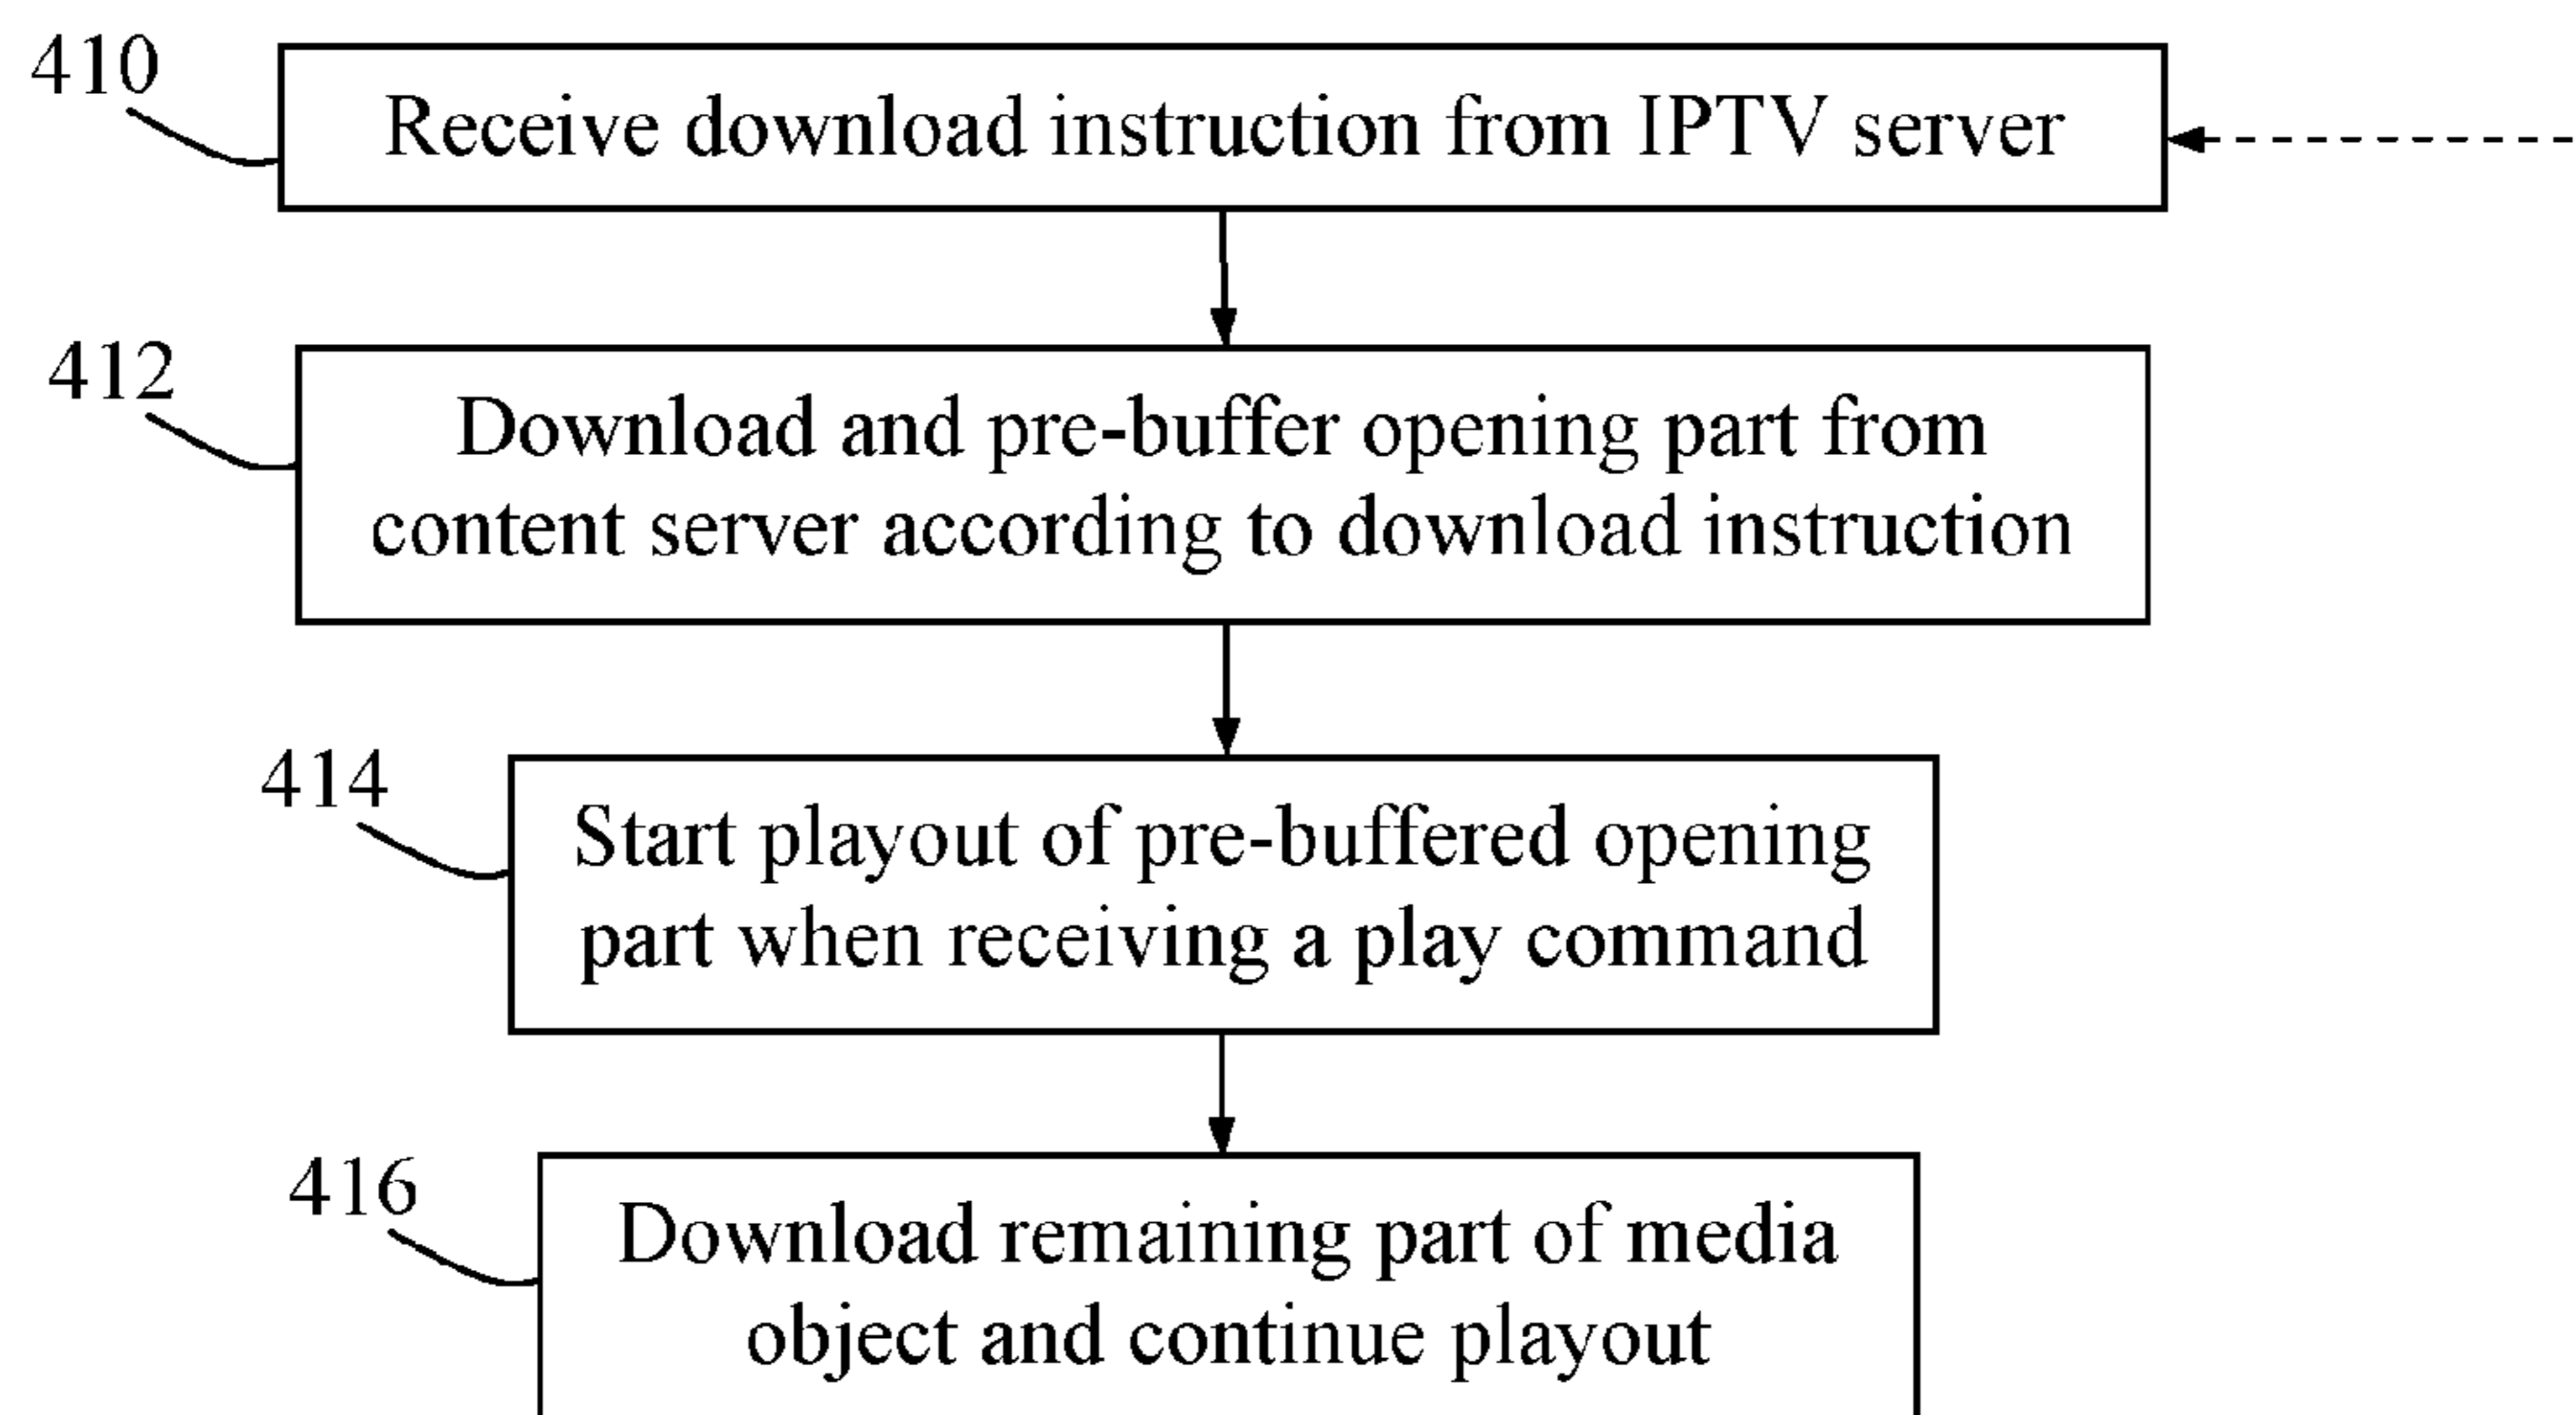 410
Receive download instruction from IPTV server
412
Download and pre-buffer opening part from
content server according to download instruction
414
Start playout of pre-buffered opening
part when receiving a play command
416
Download remaining part of media
object and continue playout